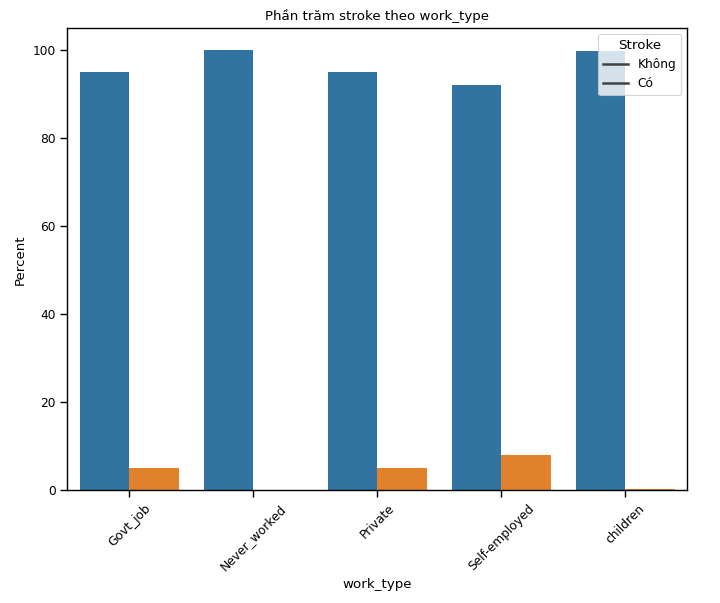 Phần trăm stroke theo work_type
Stroke
Không
Có
100
80
60
40
20
0
Percent
Govt_job
Never_worked
Private
Self-employed
children
work_type